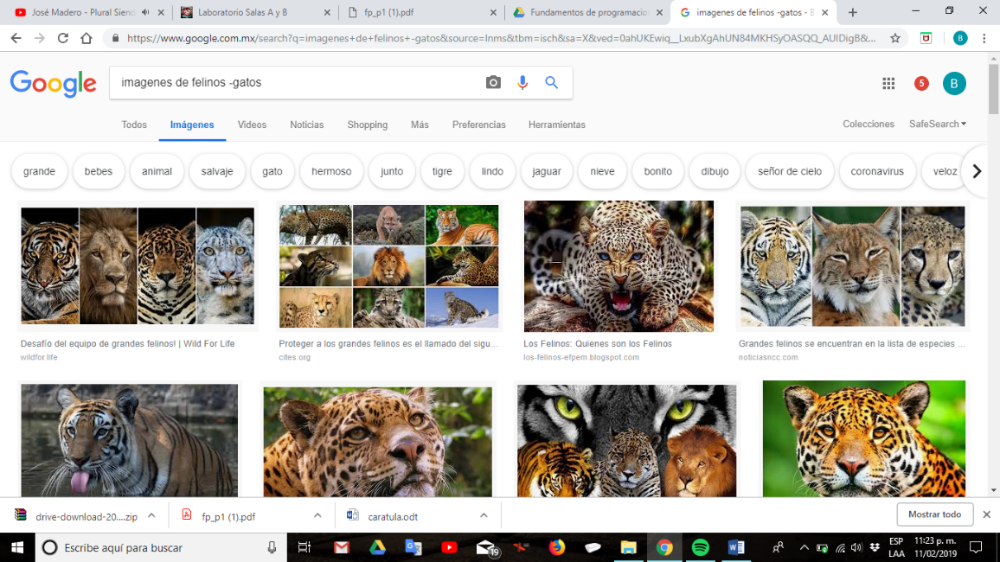 José Madero - Plural Siend
Laboratorio Salas A y B
fp_p1 (1).pdf
Fundamentos de programacion
imagenes de felinos -gatos - B
https://www.google.com.mx/search?q=imagenes+de+felinos+-gatos&source=lnms&tbm=isch&sa=X&ved=0ahUKEwiq__LxubXgAhUN84MKHSyOASQQ_AUIDigB&...
B
Google
imagenes de felinos -gatos
5
B
Todos
Imágenes
Videos
Noticias
Shopping
Más
Preferencias
Herramientas
Colecciones
SafeSearch
grande
bebes
animal
salvaje
gato
hermoso
junto
tigre
lindo
jaguar
nieve
bonito
dibujo
señor de cielo
coronavirus
veloz
Desafío del equipo de grandes felinos! | Wild For Life
wildfor.life
Proteger a los grandes felinos es el llamado del sigu...
cites.org
Los Felinos: Quienes son los Felinos
los-felinos-efpem.blogspot.com
Grandes felinos se encuentran en la lista de especies ...
noticiasncc.com
drive-download-20....zip
fp_p1 (1).pdf
caratula.odt
Mostrar todo
Escribe aquí para buscar
19
ESP
LAA
11:23 p. m.
11/02/2019